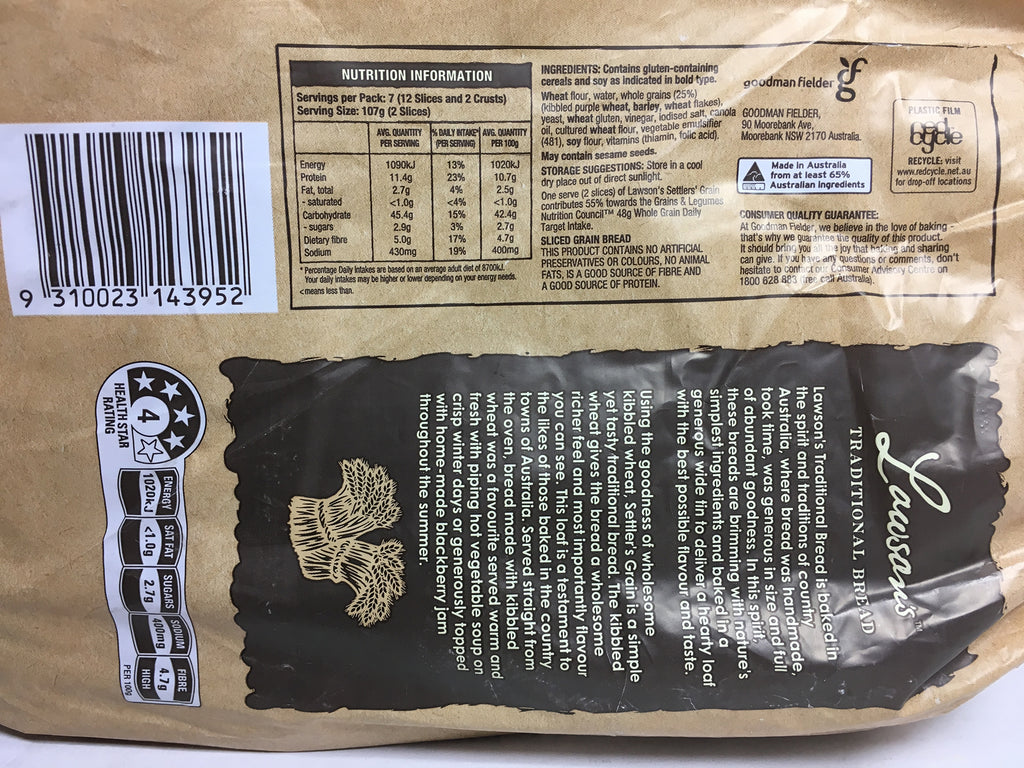 NUTRITION INFORMATION
Servings per Pack: 7 (12 Slices and 2 Crusts)
Serving Size: 107g (2 Slices)
AVG. QUANTITY PER SERVING % DAILY INTAKE* (PER SERVING) AVG. QUANTITY PER 100g
Energy 1090kJ 13% 1020kJ
Protein 11.4g 23% 10.7g
Fat, total 2.7g 4% 2.5g
- saturated <1.0g <4% <1.0g
Carbohydrate 45.4g 15% 42.4g
- sugars 2.9g 3% 2.7g
Dietary fibre 5.0g 17% 4.7g
Sodium 430mg 19% 400mg
* Percentage Daily Intakes are based on an average adult diet of 8700kJ.
Your daily intakes may be higher or lower depending on your energy needs.
< means less than.
INGREDIENTS: Contains gluten-containing
cereals and soy as indicated in bold type.
Wheat flour, water, whole grains (25%)
(kibbled purple wheat, barley, wheat flakes),
yeast, wheat gluten, vinegar, iodised salt, canola
oil, cultured wheat flour, vegetable emulsifier
(481), soy flour, vitamins (thiamin, folic acid).
May contain sesame seeds.
STORAGE SUGGESTIONS: Store in a cool
dry place out of direct sunlight.
One serve (2 slices) of Lawson's Settlers' Grain
contributes 55% towards the Grains & Legumes
Nutrition Council™ 48g Whole Grain Daily
Target Intake.
SLICED GRAIN BREAD
THIS PRODUCT CONTAINS NO ARTIFICIAL
PRESERVATIVES OR COLOURS, NO ANIMAL
FATS, IS A GOOD SOURCE OF FIBRE AND
A GOOD SOURCE OF PROTEIN.
goodman fielder gf
GOODMAN FIELDER,
90 Moorebank Ave,
Moorebank NSW 2170 Australia.
PLASTIC FILM
red cycle
RECYCLE: visit
www.redcycle.net.au
for drop-off locations
Made in Australia
from at least 65%
Australian Ingredients
CONSUMER QUALITY GUARANTEE:
At Goodman Fielder, we believe in the love of baking -
that's why we guarantee the quality of this product.
It should bring you all the joy that baking and sharing
can give. If you have any questions or comments, don't
hesitate to contact our Consumer Advisory Centre on
1800 628 883 (free call Australia).
9 310023 143952
Lawson's™
TRADITIONAL BREAD
Lawson's Traditional Bread is baked in
the spirit and traditions of country
Australia, where bread was handmade,
took time, was generous in size and full
of abundant goodness. In this spirit,
these breads are brimming with nature's
simplest ingredients and baked in a
generous wide tin to deliver a hearty loaf
with the best possible flavour and taste.
Using the goodness of wholesome
kibbled wheat, Settler's Grain is a simple
yet tasty traditional bread. The kibbled
wheat gives the bread a wholesome
richer feel and most importantly flavour
you can see. This loaf is a testament to
the likes of those baked in the country
towns of Australia. Served straight from
the oven, bread made with kibbled
wheat was a favourite served warm and
fresh with piping hot vegetable soup on
crisp winter days or generously topped
with home-made blackberry jam
throughout the summer.
4
HEALTH STAR
RATING
ENERGY SAT FAT SUGARS SODIUM FIBRE
1020kJ <1.0g 2.7g 400mg 4.7g
HIGH
PER 100g